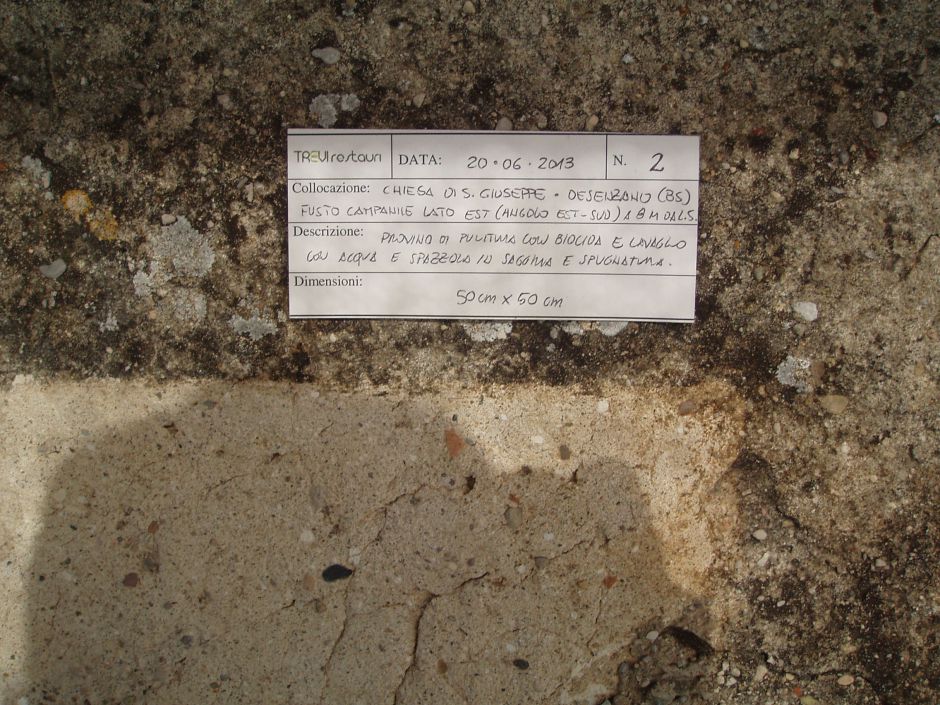 TREVIrestauri DATA: 20.06.2013 N. 2
Collocazione: CHIESA DI S. GIUSEPPE - DESENZANO (BS)
FUSTO CAMPANILE LATO EST (ANGOLO EST-SUD) A 8 M DAL S.
Descrizione: PROVINO DI PULITURA CON BIOCIDA E LAVAGGIO
CON ACQUA E SPAZZOLA IN SAGGINA E SPUGNATURA.
Dimensioni:
50 cm x 50 cm